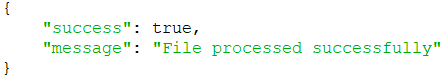 {
    "success": true,
    "message": "File processed successfully"
}